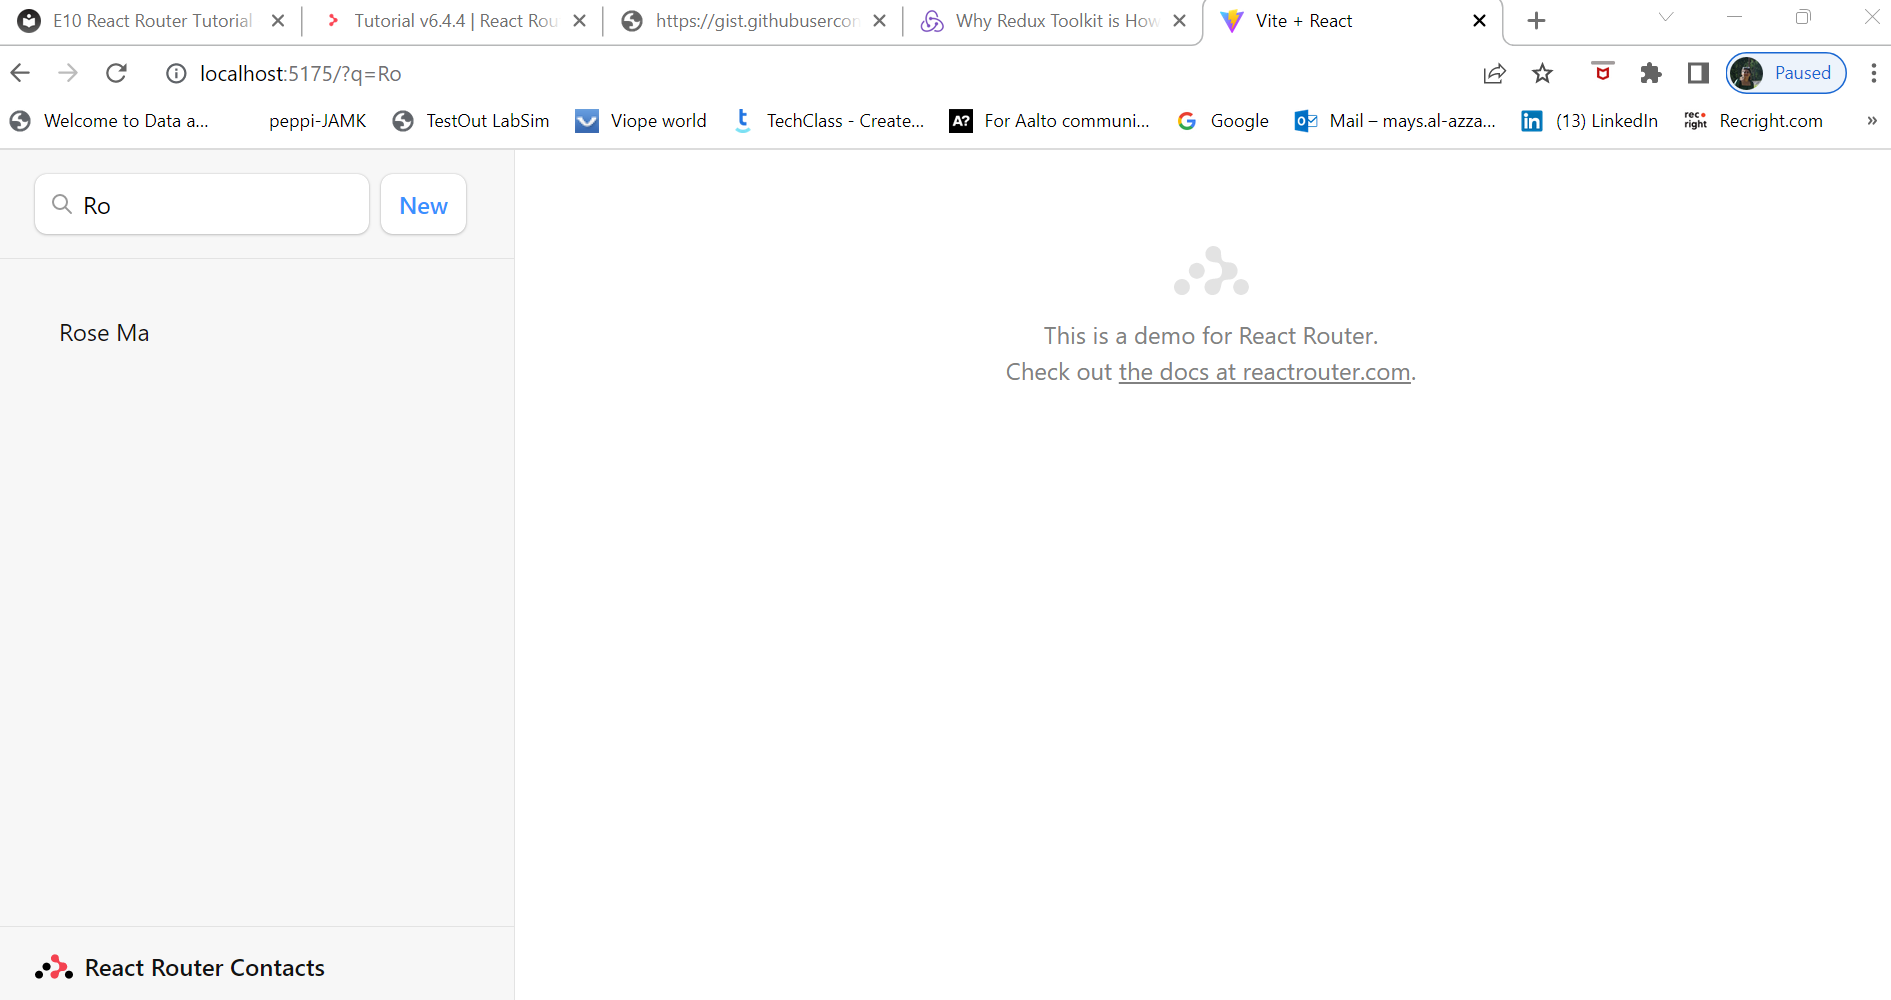 E10 React Router Tutorial
Tutorial v6.4.4 | React Rou
https://gist.githubusercon
Why Redux Toolkit is How
Vite + React
localhost:5175/?q=Ro
Paused
Welcome to Data a...
peppi-JAMK
TestOut LabSim
Viope world
TechClass - Create...
A?
For Aalto communi...
Google
Mail – mays.al-azza...
(13) LinkedIn
rec right
Recright.com
»
Ro
New
Rose Ma
This is a demo for React Router.
Check out the docs at reactrouter.com.
React Router Contacts